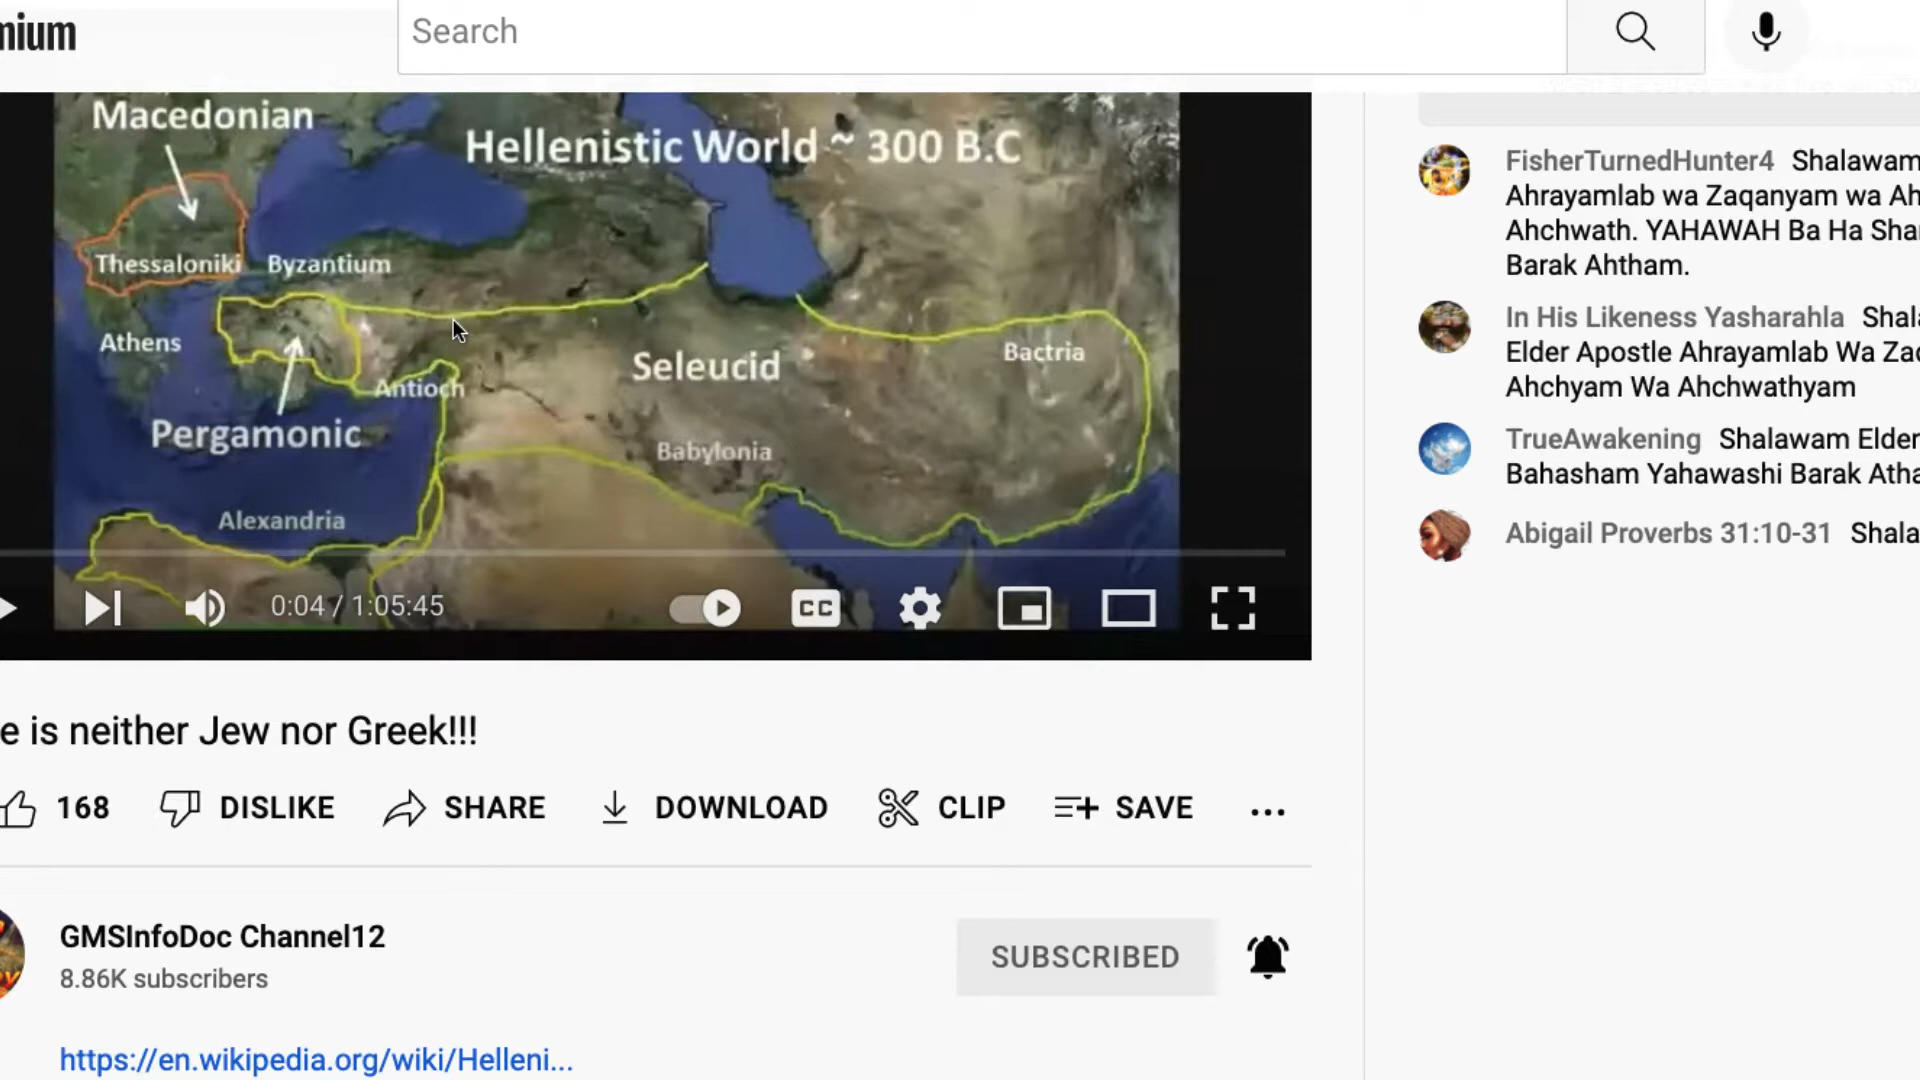 mium
Search
Macedonian
Hellenistic World ~ 300 B.C
Thessaloniki
Byzantium
Athens
Seleucid
Bactria
Antioch
Pergamonic
Babylonia
Alexandria
0:04 / 1:05:45
CC
e is neither Jew nor Greek!!!
168 DISLIKE SHARE DOWNLOAD CLIP SAVE ...
GMSInfoDoc Channel12
8.86K subscribers
SUBSCRIBED
https://en.wikipedia.org/wiki/Helleni...
FisherTurnedHunter4 Shalawam
Ahrayamlab wa Zaqanyam wa Ah
Ahchwath. YAHAWAH Ba Ha Sha
Barak Ahtham.
In His Likeness Yasharahla Shal
Elder Apostle Ahrayamlab Wa Za
Ahchyam Wa Ahchwathyam
TrueAwakening Shalawam Elder
Bahasham Yahawashi Barak Atha
Abigail Proverbs 31:10-31 Shala